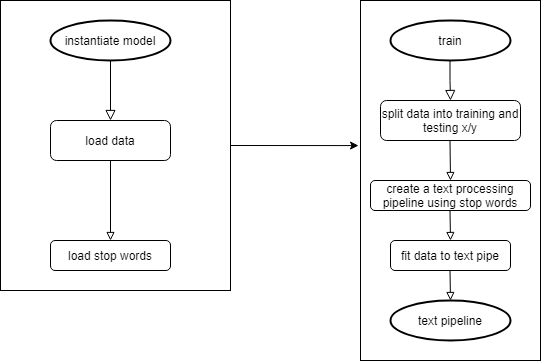 instantiate model
load data
load stop words
train
split data into training and
testing x/y
create a text processing
pipeline using stop words
fit data to text pipe
text pipeline